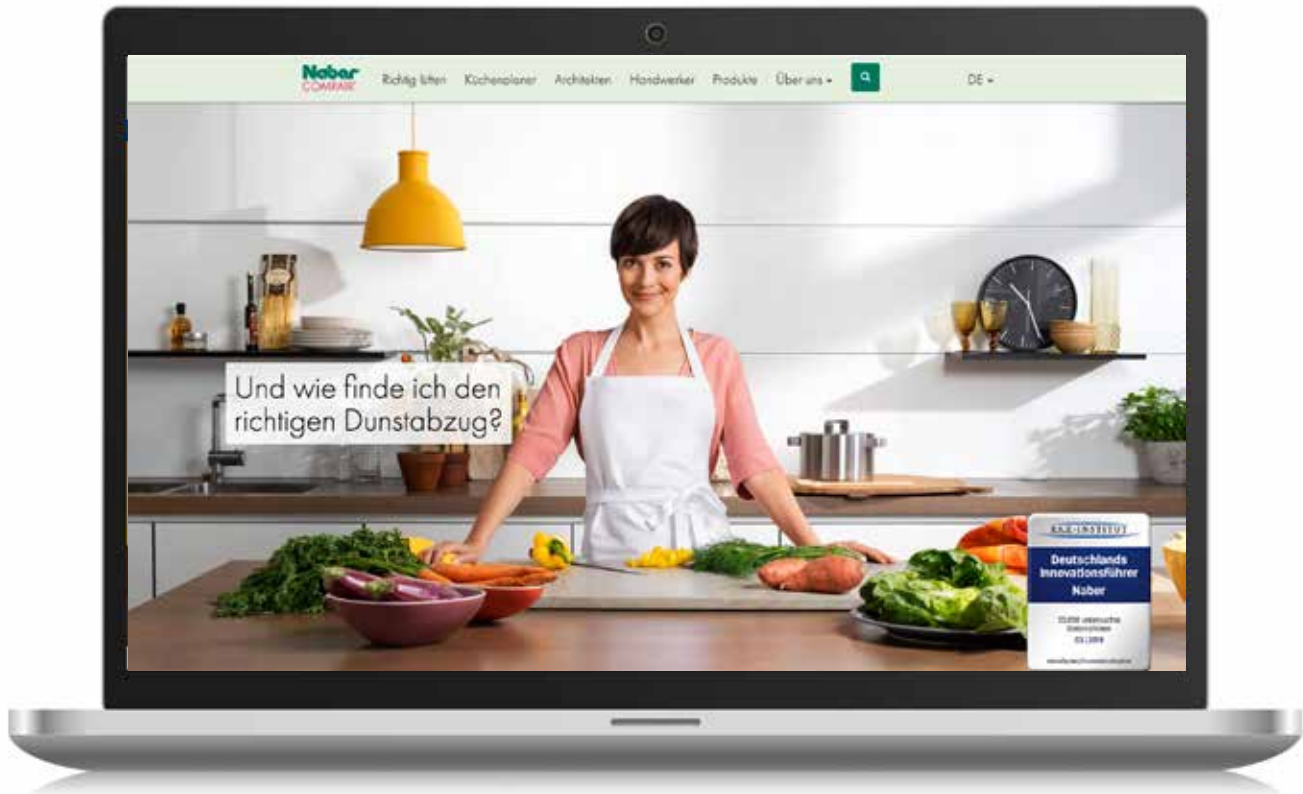 Naber
COMPAIR
Richtig lüften Küchenplaner Architekten Handwerker Produkte Über uns DE
Und wie finde ich den
richtigen Dunstabzug?
INSTITUT
Deutschlands
Innovationsführer
Naber